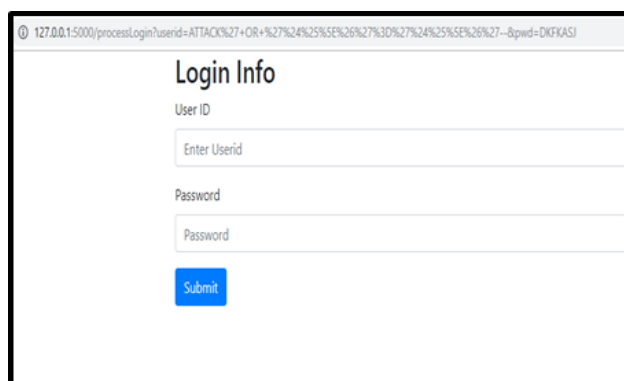 127.0.0.1:5000/processLogin?userid=ATTACK%27+OR+%27%24%25%5E%26%27%3D%27%24%25%5E%26%27--&pwd=DKFKASJ
Login Info
User ID
Enter Userid
Password
Password
Submit